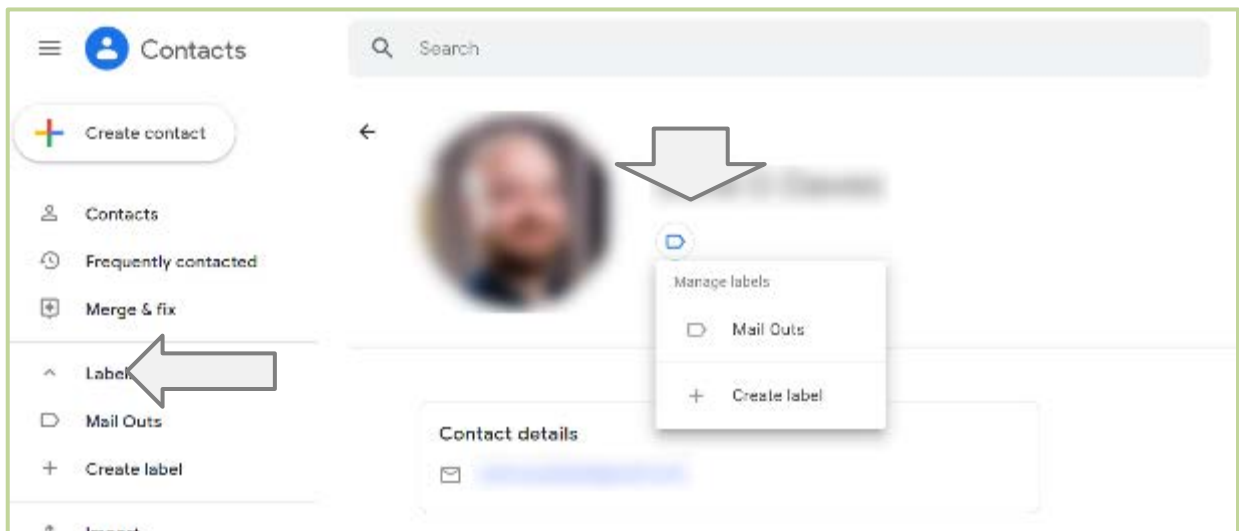 Contacts
Search
Create contact
Contacts
Frequently contacted
Merge & fix
Mail Outs
Create label
Manage labels
Mail Outs
Create label
Contact details